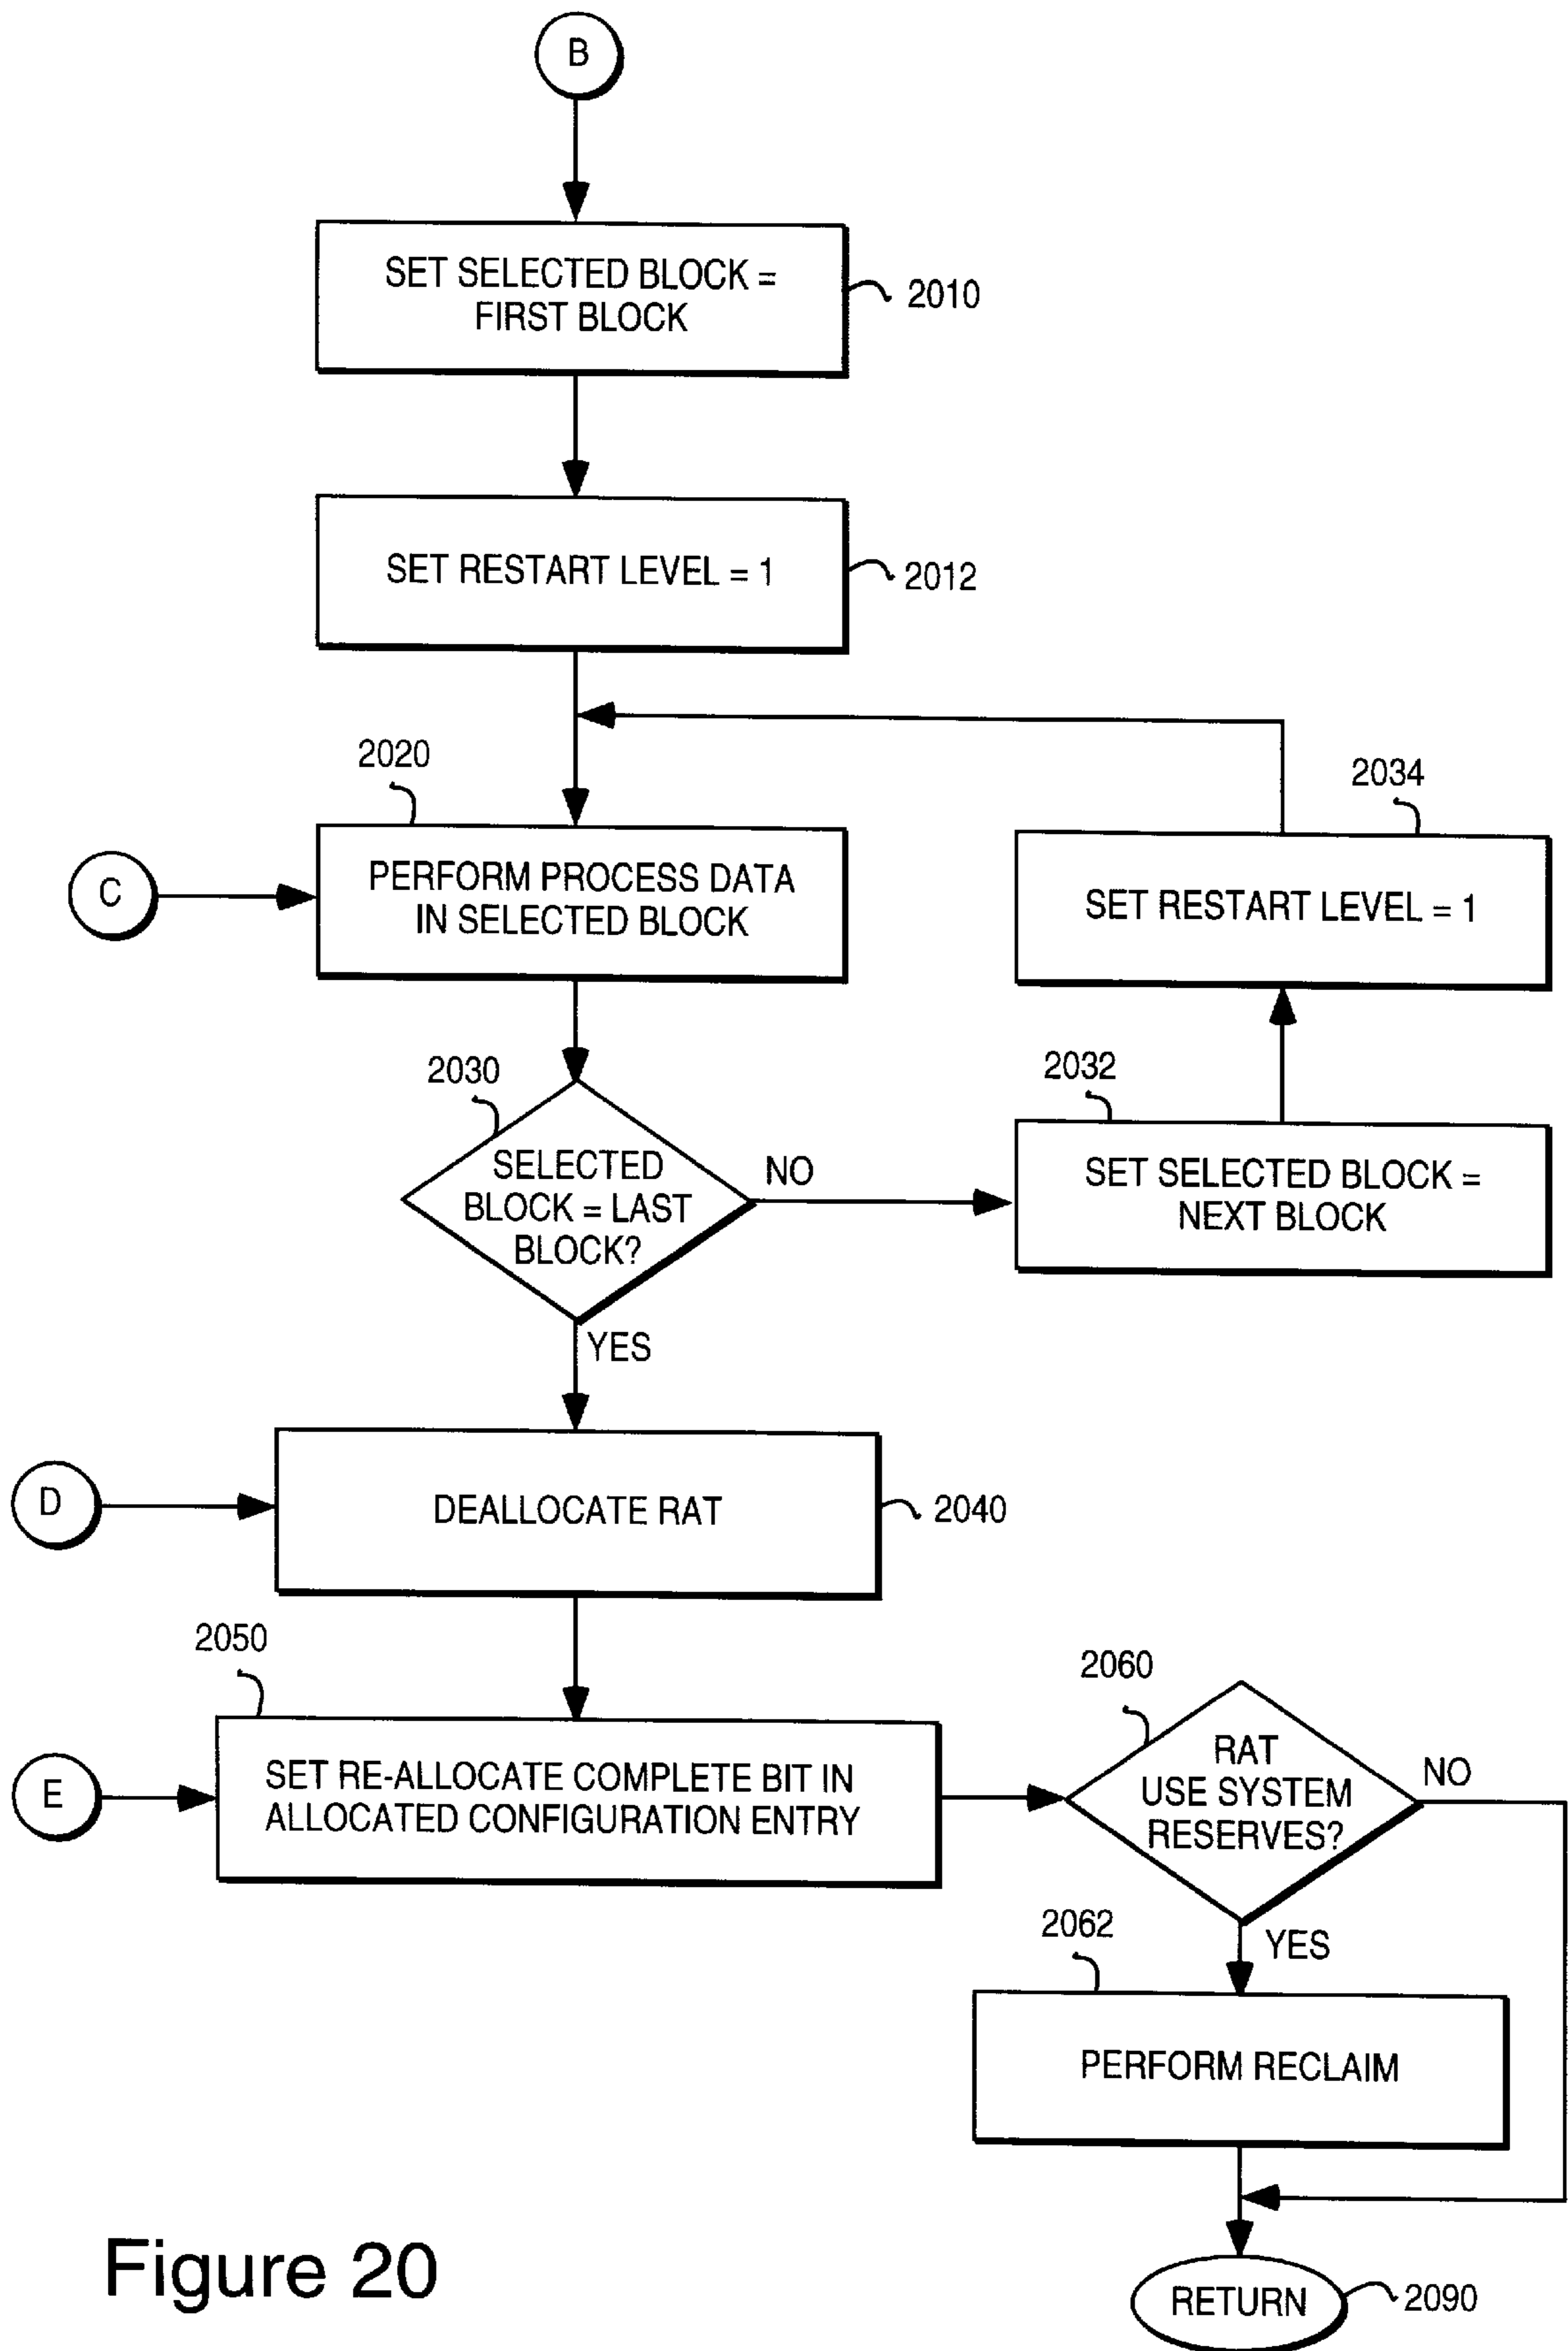 B
SET SELECTED BLOCK =
FIRST BLOCK
2010
SET RESTART LEVEL = 1
2012
2020
C
PERFORM PROCESS DATA
IN SELECTED BLOCK
2034
SET RESTART LEVEL = 1
2030
SELECTED
BLOCK = LAST
BLOCK?
NO
2032
SET SELECTED BLOCK =
NEXT BLOCK
YES
D
DEALLOCATE RAT
2040
2050
E
SET RE-ALLOCATE COMPLETE BIT IN
ALLOCATED CONFIGURATION ENTRY
2060
RAT
USE SYSTEM
RESERVES?
NO
YES
2062
PERFORM RECLAIM
RETURN
2090
Figure 20